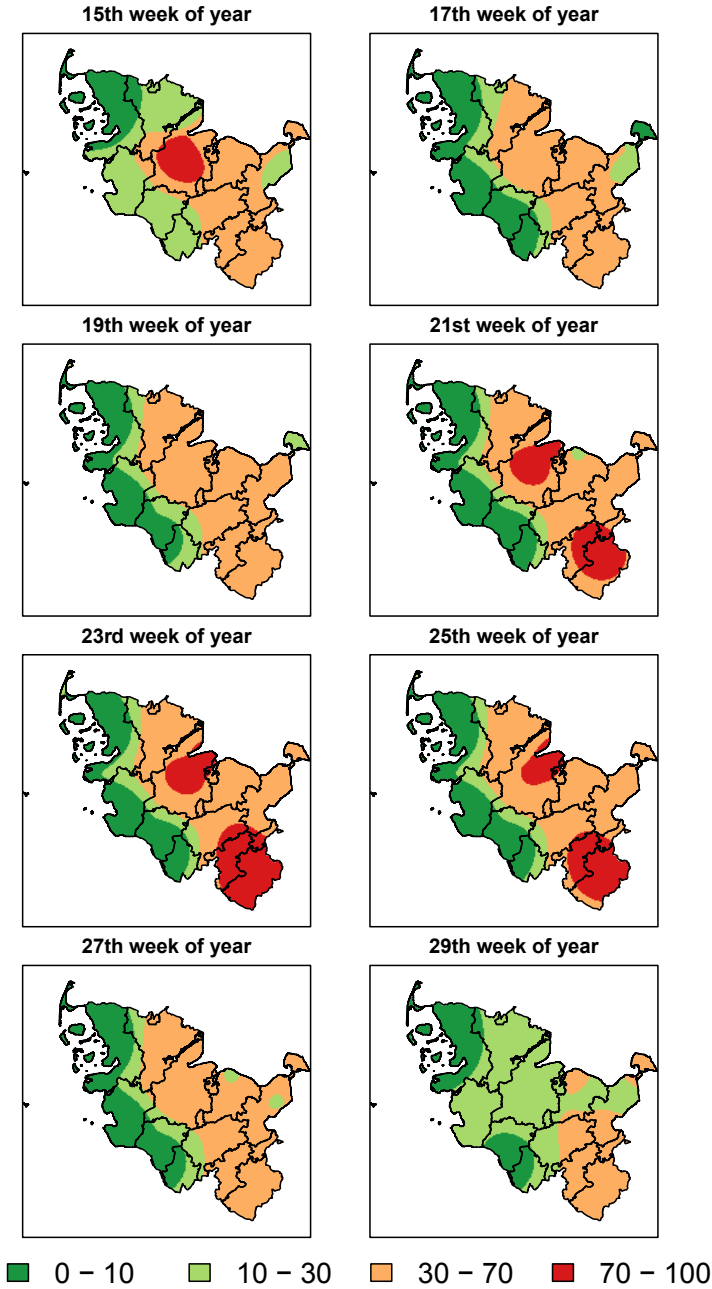 15th week of year
17th week of year
19th week of year
21st week of year
23rd week of year
25th week of year
27th week of year
29th week of year
0 − 10
10 − 30
30 − 70
70 − 100